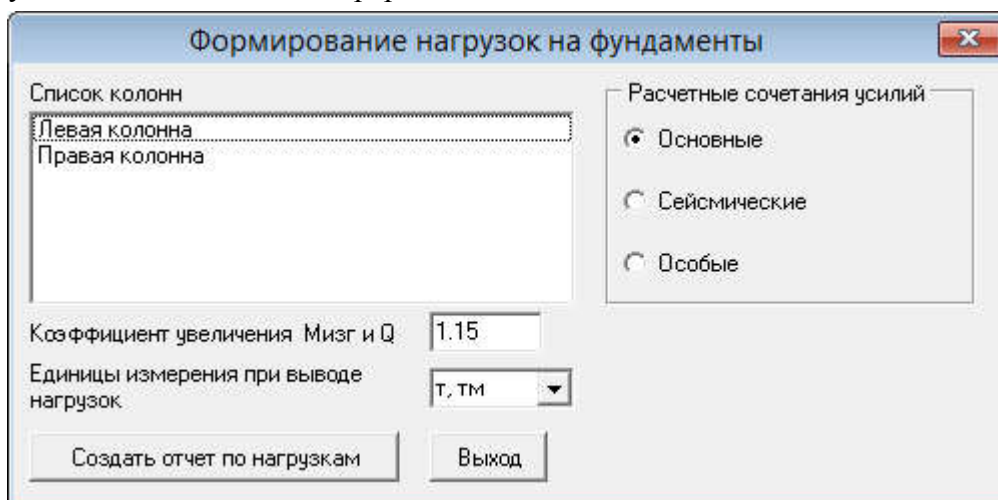 Формирование нагрузок на фундаменты
Список колонн
Левая колонна
Правая колонна
Расчетные сочетания усилий
Основные
Сейсмические
Особые
Коэффициент увеличения Мизг и Q
1.15
Единицы измерения при выводе
нагрузок
т, тм
Создать отчет по нагрузкам
Выход